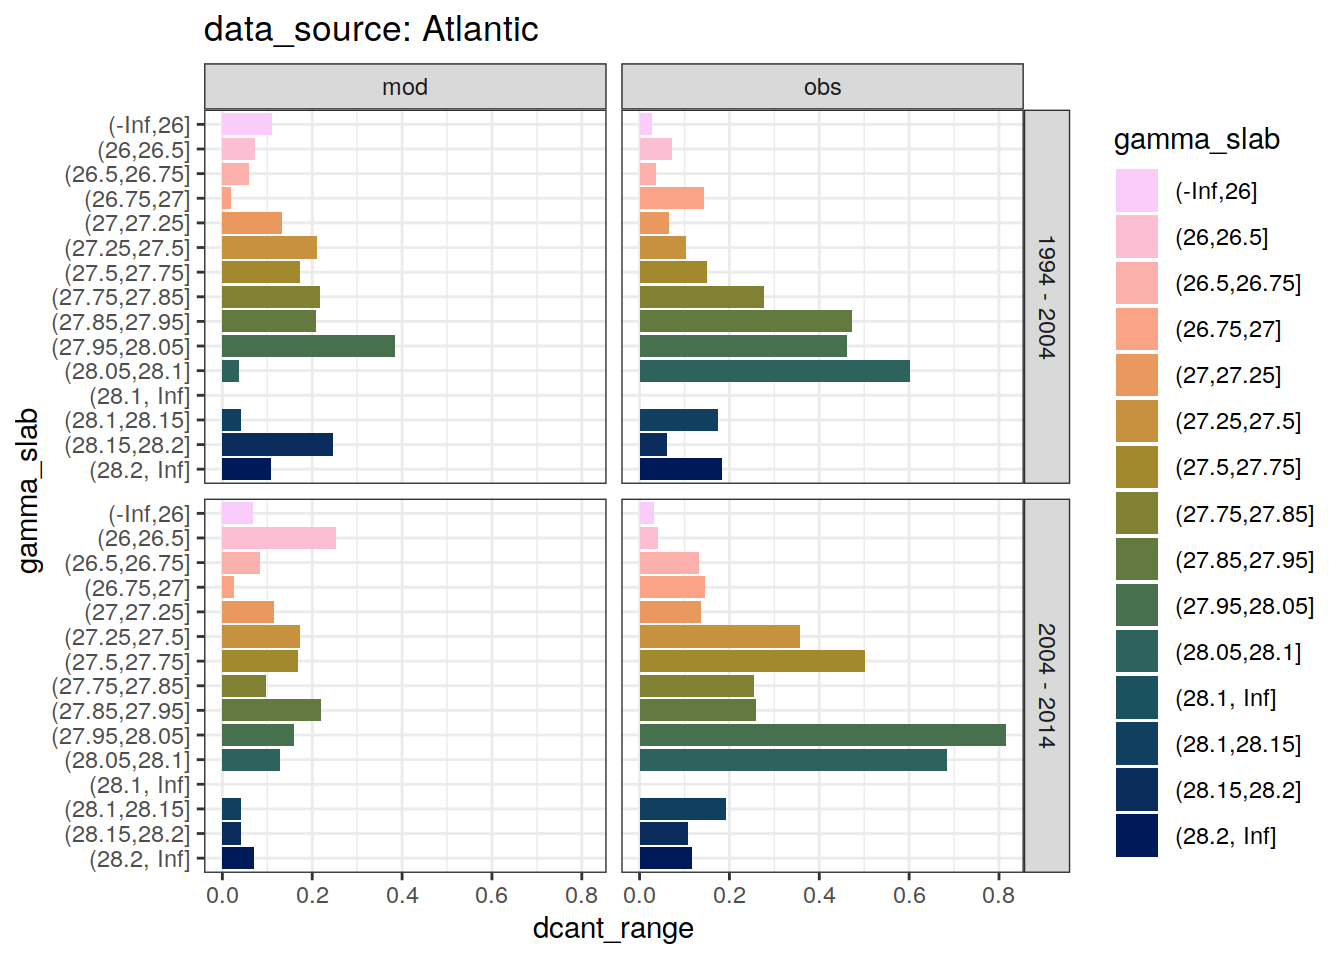 data_source: Atlantic
mod
obs
(-Inf,26]
(26,26.5]
(26.5,26.75]
(26.75,27]
(27,27.25]
(27.25,27.5]
(27.5,27.75]
(27.75,27.85]
(27.85,27.95]
(27.95,28.05]
(28.05,28.1]
(28.1, Inf]
(28.1,28.15]
(28.15,28.2]
(28.2, Inf]
1994 - 2004
(-Inf,26]
(26,26.5]
(26.5,26.75]
(26.75,27]
(27,27.25]
(27.25,27.5]
(27.5,27.75]
(27.75,27.85]
(27.85,27.95]
(27.95,28.05]
(28.05,28.1]
(28.1, Inf]
(28.1,28.15]
(28.15,28.2]
(28.2, Inf]
2004 - 2014
gamma_slab
0.0 0.2 0.4 0.6 0.8
0.0 0.2 0.4 0.6 0.8
dcant_range
gamma_slab
(-Inf,26]
(26,26.5]
(26.5,26.75]
(26.75,27]
(27,27.25]
(27.25,27.5]
(27.5,27.75]
(27.75,27.85]
(27.85,27.95]
(27.95,28.05]
(28.05,28.1]
(28.1, Inf]
(28.1,28.15]
(28.15,28.2]
(28.2, Inf]